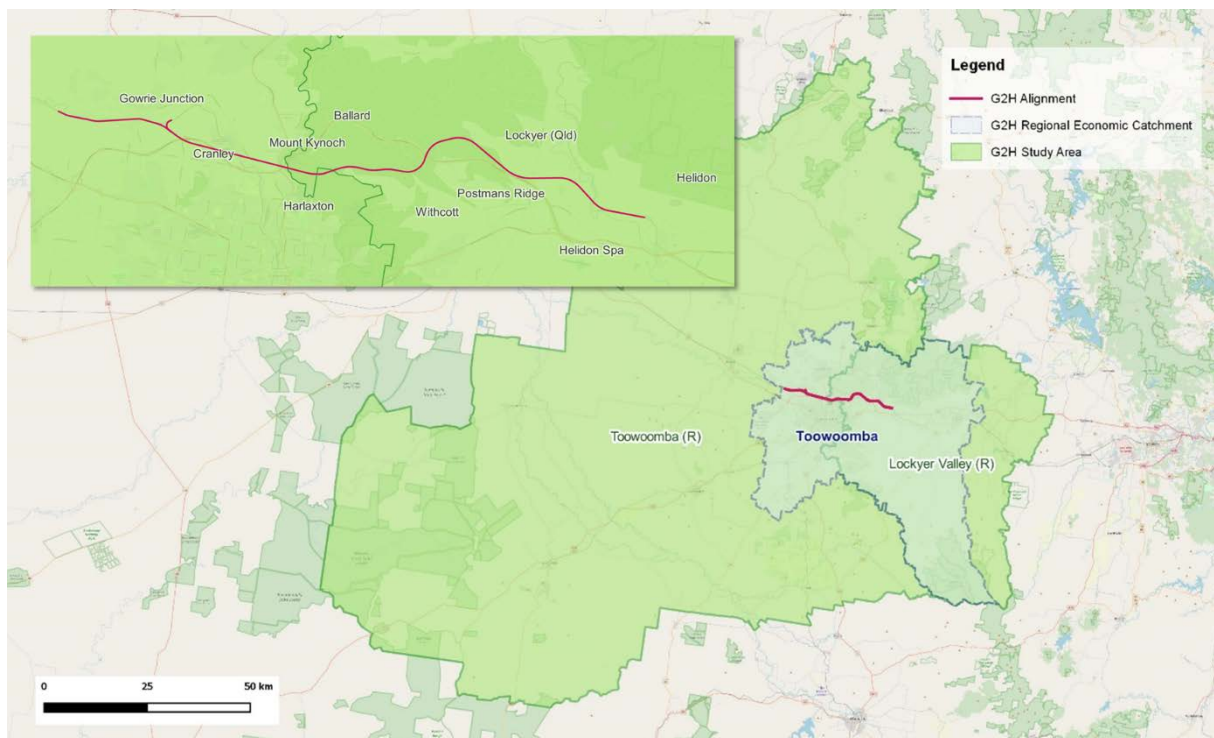 Legend
G2H Alignment
G2H Regional Economic Catchment
G2H Study Area
Gowrie Junction
Ballard
Mount Kynoch
Lockyer (Qld)
Cranley
Helidon
Postmans Ridge
Harlaxton
Withcott
Helidon Spa
Toowoomba (R)
Toowoomba
Lockyer Valley (R)
0 25 50 km